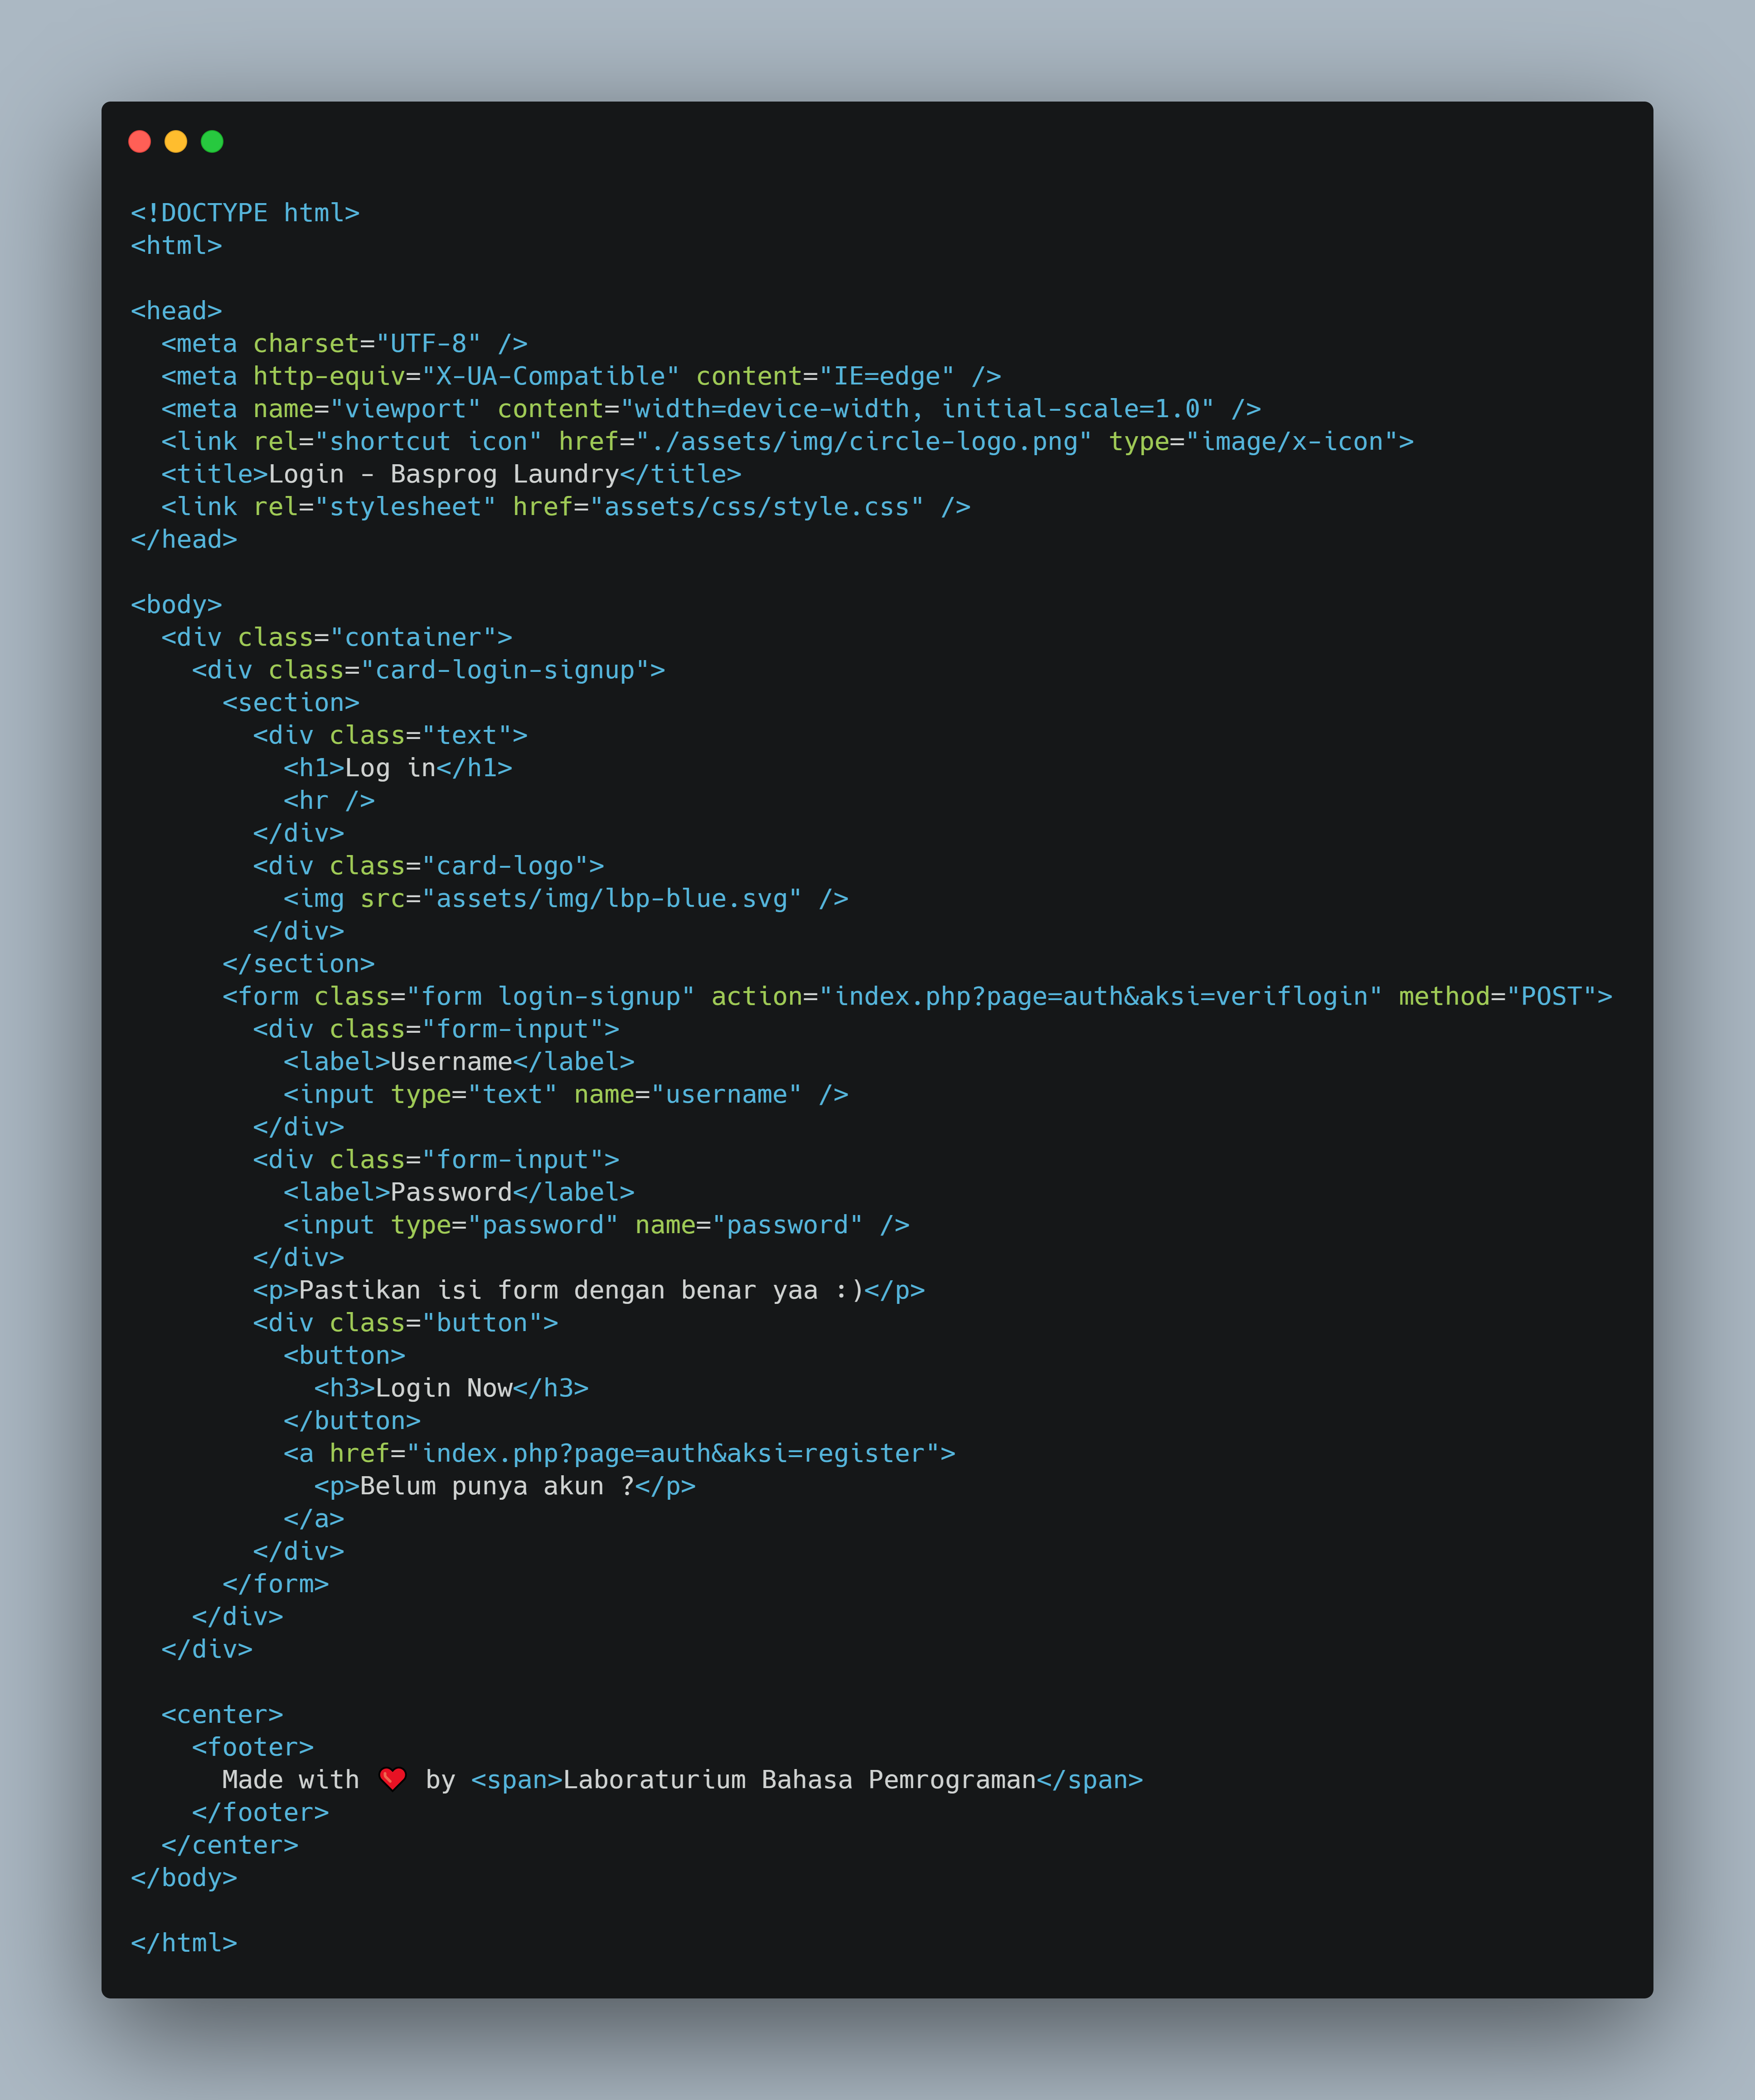 <!DOCTYPE html>
<html>

<head>
  <meta charset="UTF-8" />
  <meta http-equiv="X-UA-Compatible" content="IE=edge" />
  <meta name="viewport" content="width=device-width, initial-scale=1.0" />
  <link rel="shortcut icon" href="./assets/img/circle-logo.png" type="image/x-icon">
  <title>Login - Basprog Laundry</title>
  <link rel="stylesheet" href="assets/css/style.css" />
</head>

<body>
  <div class="container">
    <div class="card-login-signup">
      <section>
        <div class="text">
          <h1>Log in</h1>
          <hr />
        </div>
        <div class="card-logo">
          <img src="assets/img/lbp-blue.svg" />
        </div>
      </section>
      <form class="form login-signup" action="index.php?page=auth&aksi=veriflogin" method="POST">
        <div class="form-input">
          <label>Username</label>
          <input type="text" name="username" />
        </div>
        <div class="form-input">
          <label>Password</label>
          <input type="password" name="password" />
        </div>
        <p>Pastikan isi form dengan benar yaa :)</p>
        <div class="button">
          <button>
            <h3>Login Now</h3>
          </button>
          <a href="index.php?page=auth&aksi=register">
            <p>Belum punya akun ?</p>
          </a>
        </div>
      </form>
    </div>
  </div>

  <center>
    <footer>
      Made with ❤️ by <span>Laboraturium Bahasa Pemrograman</span>
    </footer>
  </center>
</body>

</html>